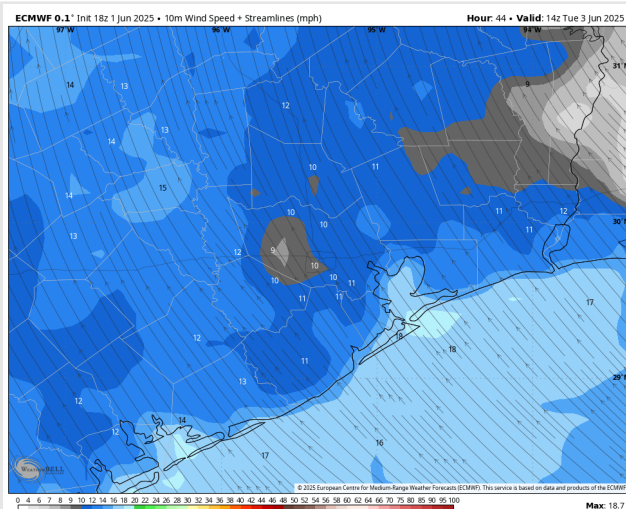 ECMWF 0.1° Init 18z 1 Jun 2025 • 10m Wind Speed + Streamlines (mph)
Hour: 44 • Valid: 14z Tue 3 Jun 2025
97°W 96°W 95°W 94°W
31°N
14 13 9
12
13
14
10 11
15
14
10 11 12
13 10 11 30°N
12 9
10
10 10 11
11 11
17
12 18
18
11
29°N
13
12
14
12
16
17
WeatherBELL
© 2025 European Centre for Medium-Range Weather Forecasts (ECMWF). This service is based on data and products of the ECMWF
0 4 6 7 8 9 10 12 14 16 18 20 22 24 26 28 30 32 34 36 38 40 42 44 46 48 50 52 54 56 58 60 62 64 66 70 75 80 85 90 95 100
Max: 18.7